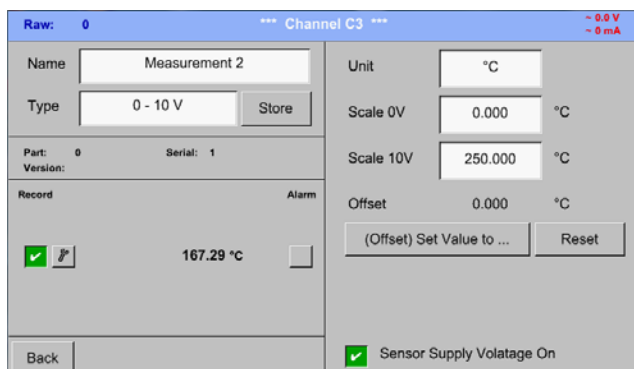 Raw: 0 *** Channel C3 *** ~ 0.0 V
~ 0 mA
Name Measurement 2
Type 0 - 10 V Store
Part: 0 Serial: 1
Version:
Record Alarm
167.29 °C
Back
Unit °C
Scale 0V 0.000 °C
Scale 10V 250.000 °C
Offset 0.000 °C
(Offset) Set Value to ... Reset
Sensor Supply Volatage On